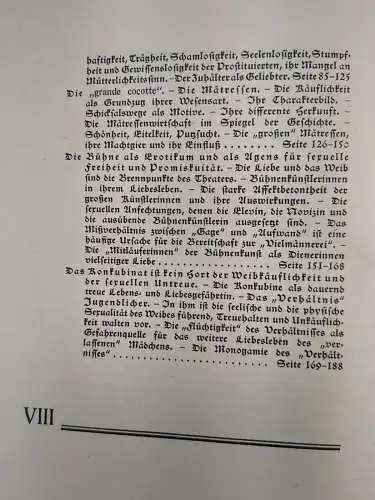 haftigkeit, Trägheit, Schamlosigkeit, Seelenlosigkeit, Stumpf-
heit und Gewissenslosigkeit der Prostituierten, ihr Mangel an
Mütterlichkeitssinn. – Der Zuhälter als Geliebter. Seite 85–125
Die „grande cocotte". – Die Mätressen. – Die Käuflichkeit
als Grundzug ihrer Wesensart. – Ihr Charakterbild. –
Schicksalswege als Motive. – Ihre differente Herkunft. –
Die Mätressenwirtschaft im Spiegel der Geschichte. –
Schönheit, Eitelkeit, Putzsucht. – Die „großen" Mätressen,
ihre Machtgier und ihr Einfluß . . . . . . . Seite 126–150
Die Bühne als Erotikum und als Agens für sexuelle
Freiheit und Promiskuität. – Die Liebe und das Weib
sind die Brennpunkte des Theaters. – Bühnenkünstlerinnen
in ihrem Liebesleben. – Die starke Affektbetontheit der
großen Künstlerinnen und ihre Auswirkungen. – Die
sexuellen Anfechtungen, denen die Elevin, die Novizin und
die ausübende Bühnenkünstlerin ausgesetzt sind. – Das
Mißverhältnis zwischen „Gage" und „Aufwand" ist eine
häufige Ursache für die Bereitschaft zur „Vielmännerei". –
Die „Mitläuferinnen" der Bühnenkunst als Dienerinnen
vielseitiger Liebe . . . . . . . . . . . Seite 151–168
Das Konkubinat ist kein Hort der Weibkäuflichkeit und
der sexuellen Untreue. – Die Konkubine als dauernd
treue Lebens- und Liebesgefährtin. – Das „Verhältnis"
Jugendlicher. – In ihm ist die seelische und die physische
Sexualität des Weibes führend, Treuehalten und Unkäuflich-
keit walten vor. – Die „Flüchtigkeit" des Verhältnisses als
Gefahrenquelle für das weitere Liebesleben des „ver-
lassenen" Mädchens. – Die Monogamie des „Verhält-
nisses" . . . . . . . . . . . . . . . . Seite 169–188
VIII